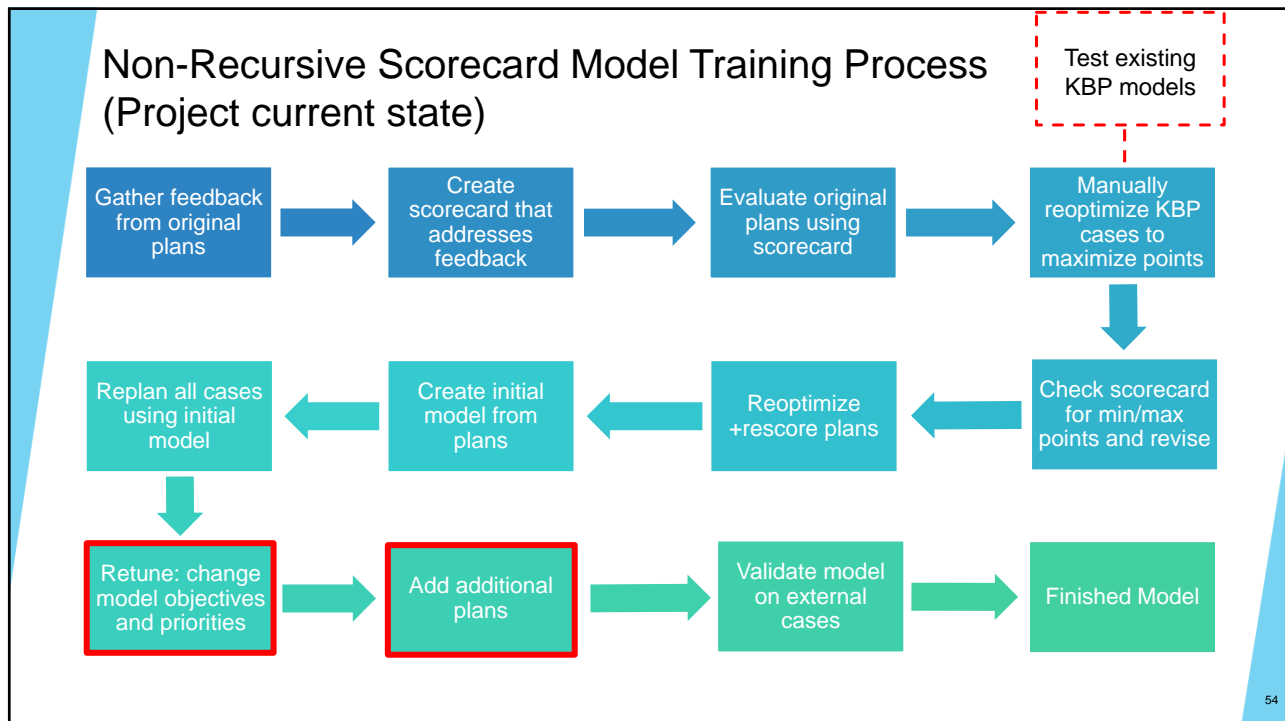 Non-Recursive Scorecard Model Training Process
(Project current state)
Test existing
KBP models
Gather feedback
from original
plans
Create
scorecard that
addresses
feedback
Evaluate original
plans using
scorecard
Manually
reoptimize KBP
cases to
maximize points
Check scorecard
for min/max
points and revise
Reoptimize
+rescore plans
Create initial
model from
plans
Replan all cases
using initial
model
Retune: change
model objectives
and priorities
Add additional
plans
Validate model
on external
cases
Finished Model
54